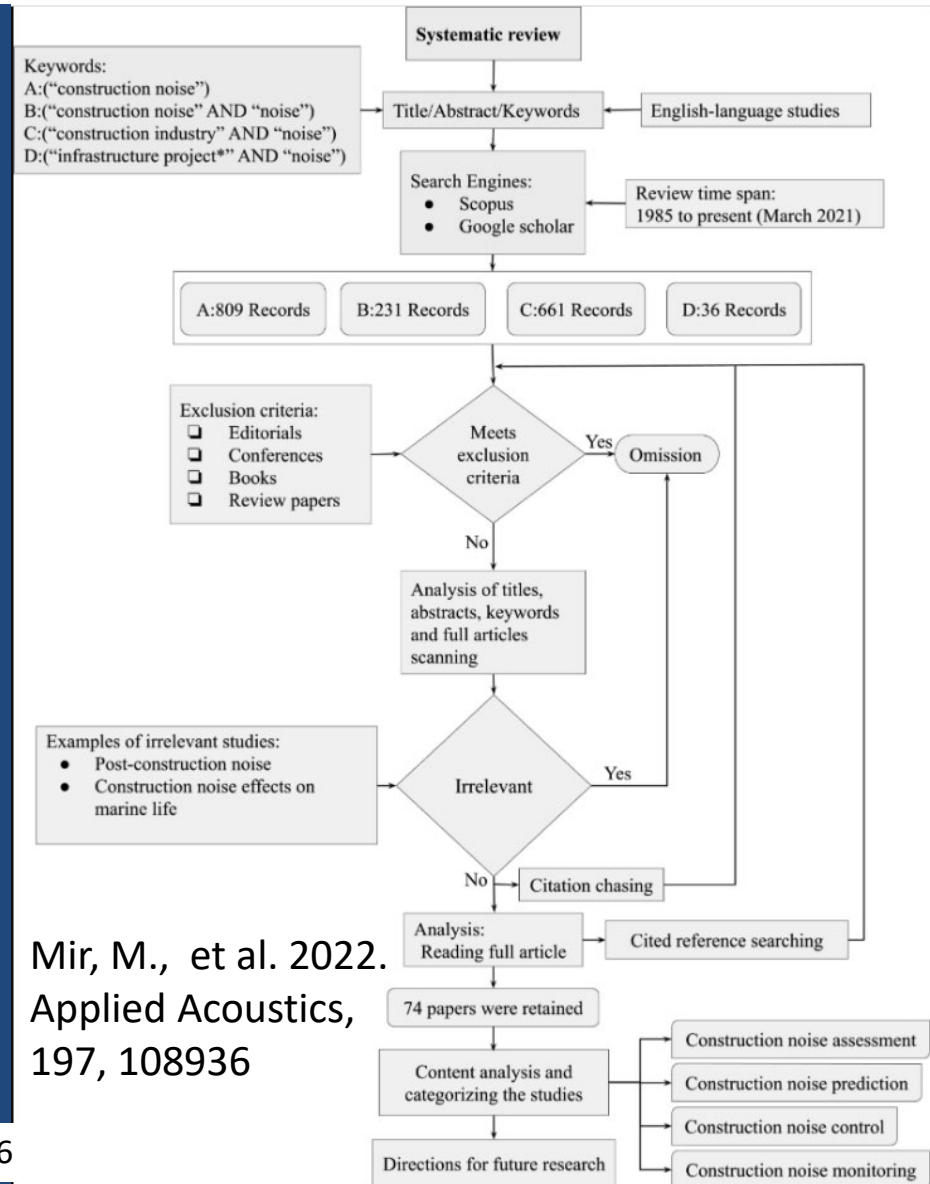 Systematic review
Keywords:
A:(“construction noise”)
B:(“construction noise” AND “noise”)
C:(“construction industry” AND “noise”)
D:(“infrastructure project*” AND “noise”)
Title/Abstract/Keywords
English-language studies
Search Engines:
● Scopus
● Google scholar
Review time span:
1985 to present (March 2021)
A:809 Records
B:231 Records
C:661 Records
D:36 Records
Exclusion criteria:
❑ Editorials
❑ Conferences
❑ Books
❑ Review papers
Meets
exclusion
criteria
Yes
Omission
No
Analysis of titles,
abstracts, keywords
and full articles
scanning
Examples of irrelevant studies:
● Post-construction noise
● Construction noise effects on
marine life
Irrelevant
Yes
No
Citation chasing
Analysis:
Reading full article
Cited reference searching
Mir, M., et al. 2022.
Applied Acoustics,
197, 108936
74 papers were retained
Content analysis and
categorizing the studies
Construction noise assessment
Construction noise prediction
Construction noise control
Construction noise monitoring
Directions for future research
6